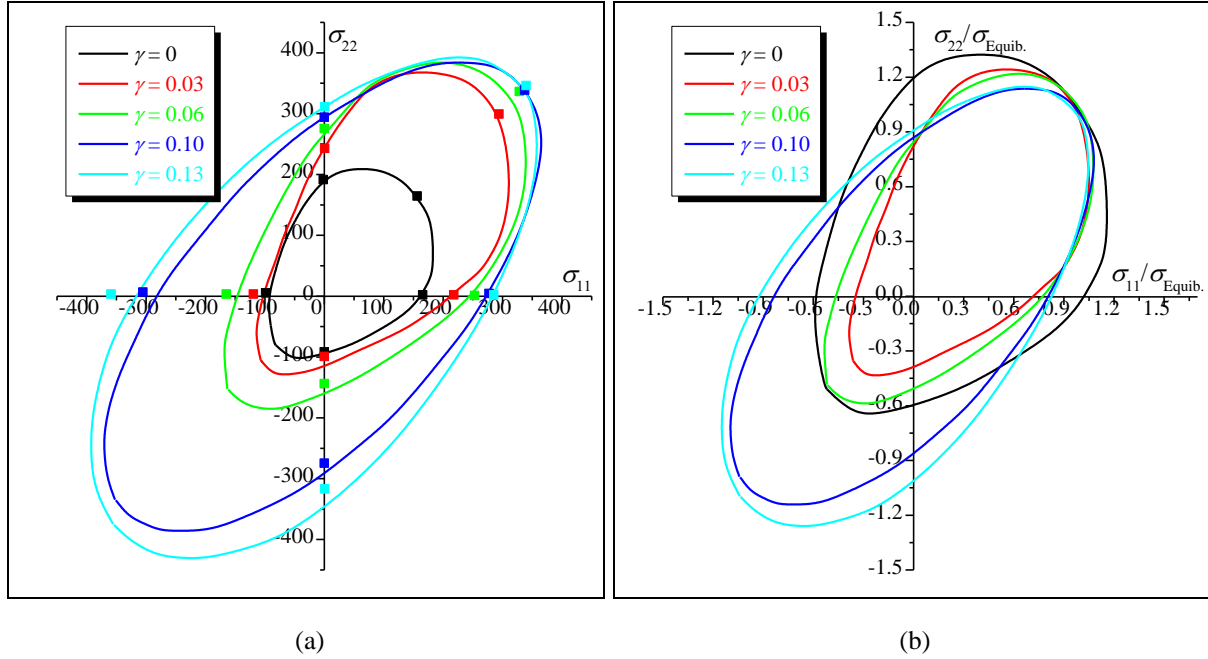 σ22
γ = 0
γ = 0.03
γ = 0.06
γ = 0.10
γ = 0.13
400
300
200
100
-100
-200
-300
-400
-400 -300 -200 -100 0 100 200 300 400
σ11
(a)
σ22/σEquib.
γ = 0
γ = 0.03
γ = 0.06
γ = 0.10
γ = 0.13
1.5
1.2
0.9
0.6
0.3
0.0
-0.3
-0.6
-0.9
-1.2
-1.5
-1.5 -1.2 -0.9 -0.6 -0.3 0.0 0.3 0.6 0.9 1.2 1.5
σ11/σEquib.
(b)